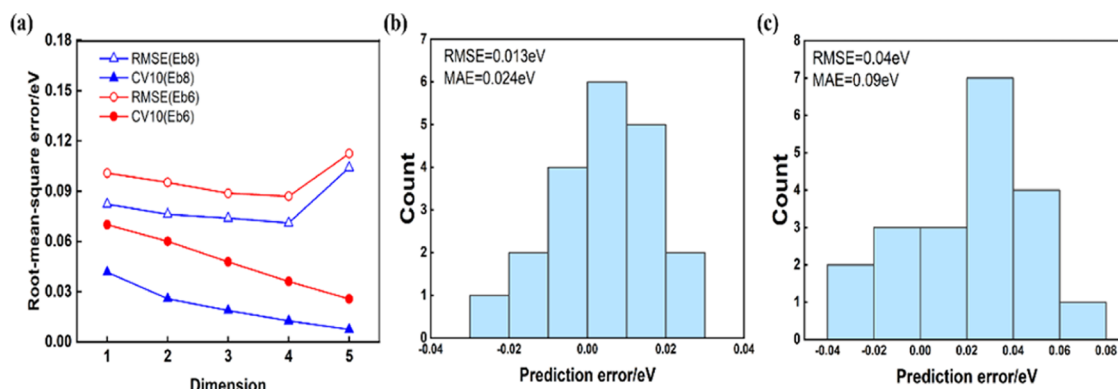 (a)
Root-mean-square error/eV
0.18
0.15
0.12
0.09
0.06
0.03
0.00
RMSE(Eb8)
CV10(Eb8)
RMSE(Eb6)
CV10(Eb6)
1 2 3 4 5
Dimension
(b)
Count
7
6
5
4
3
2
1
0
RMSE=0.013eV
MAE=0.024eV
-0.04 -0.02 0.00 0.02 0.04
Prediction error/eV
(c)
Count
8
7
6
5
4
3
2
1
0
RMSE=0.04eV
MAE=0.09eV
-0.04 -0.02 0.00 0.02 0.04 0.06 0.08
Prediction error/eV